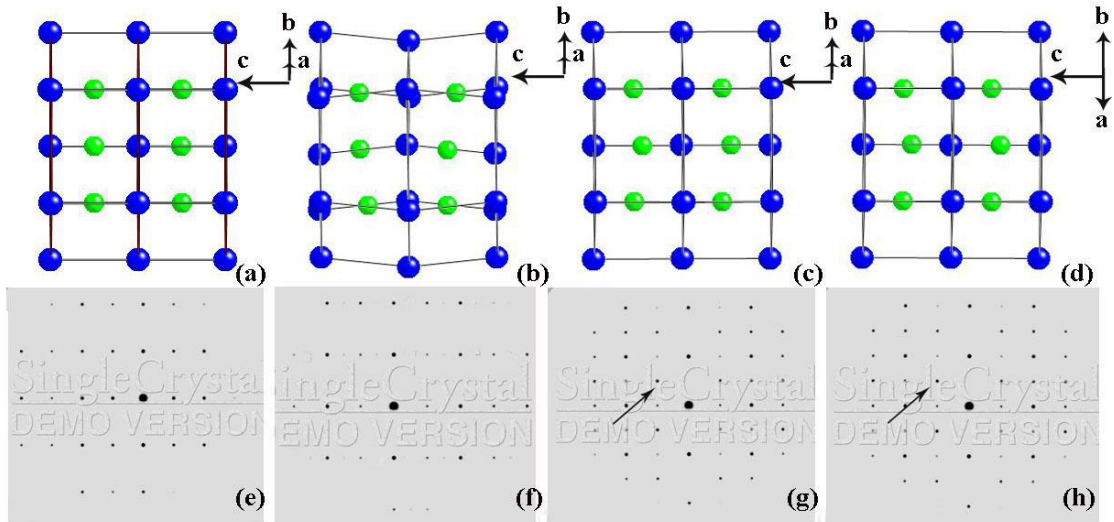 b a c b a c b a c b a c
(a) (b) (c) (d)
SingleCrystal SingleCrystal SingleCrystal SingleCrystal
DEMO VERSION DEMO VERSION DEMO VERSION DEMO VERSION
(e) (f) (g) (h)